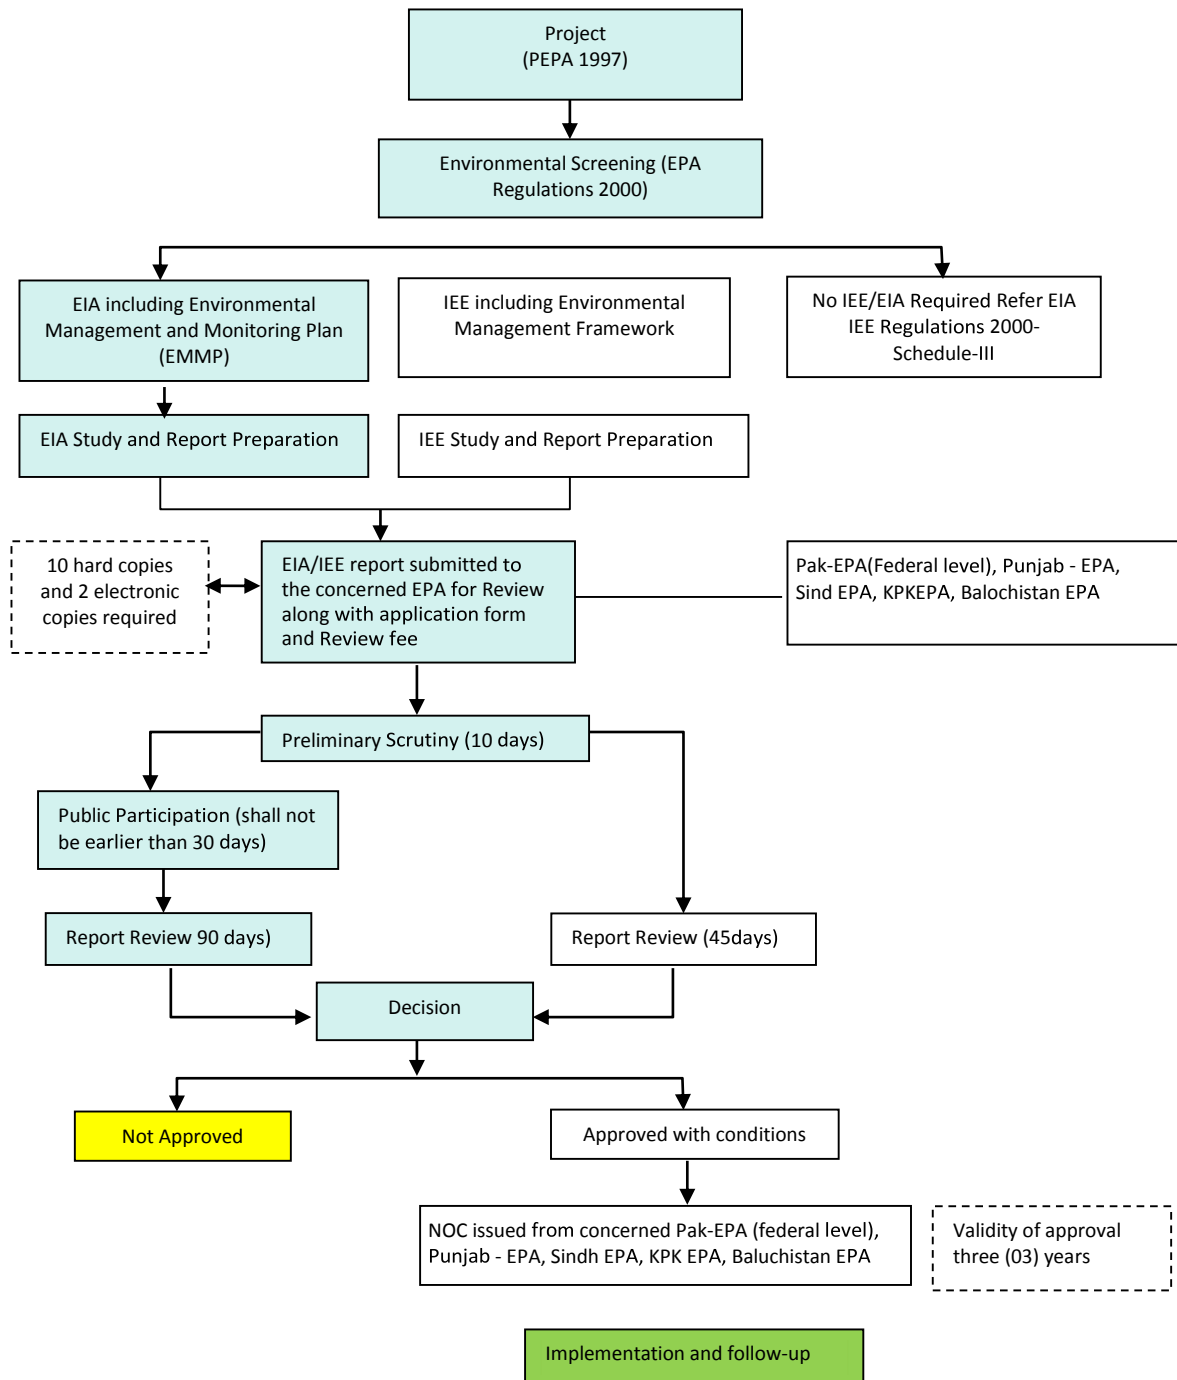 Project
(PEPA 1997)
Environmental Screening (EPA
Regulations 2000)
EIA including Environmental
Management and Monitoring Plan
(EMMP)
IEE including Environmental
Management Framework
No IEE/EIA Required Refer EIA
IEE Regulations 2000-
Schedule-III
EIA Study and Report Preparation
IEE Study and Report Preparation
10 hard copies
and 2 electronic
copies required
EIA/IEE report submitted to
the concerned EPA for Review
along with application form
and Review fee
Pak-EPA(Federal level), Punjab - EPA,
Sind EPA, KPKEPA, Balochistan EPA
Preliminary Scrutiny (10 days)
Public Participation (shall not
be earlier than 30 days)
Report Review 90 days)
Report Review (45days)
Decision
Not Approved
Approved with conditions
NOC issued from concerned Pak-EPA (federal level),
Punjab - EPA, Sindh EPA, KPK EPA, Baluchistan EPA
Validity of approval
three (03) years
Implementation and follow-up